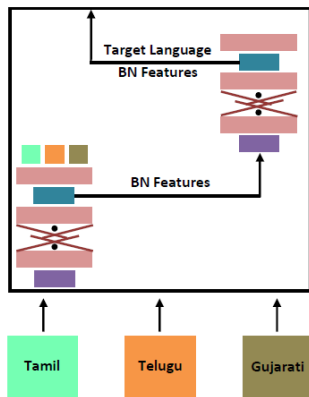 Target Language
BN Features
BN Features
Tamil
Telugu
Gujarati